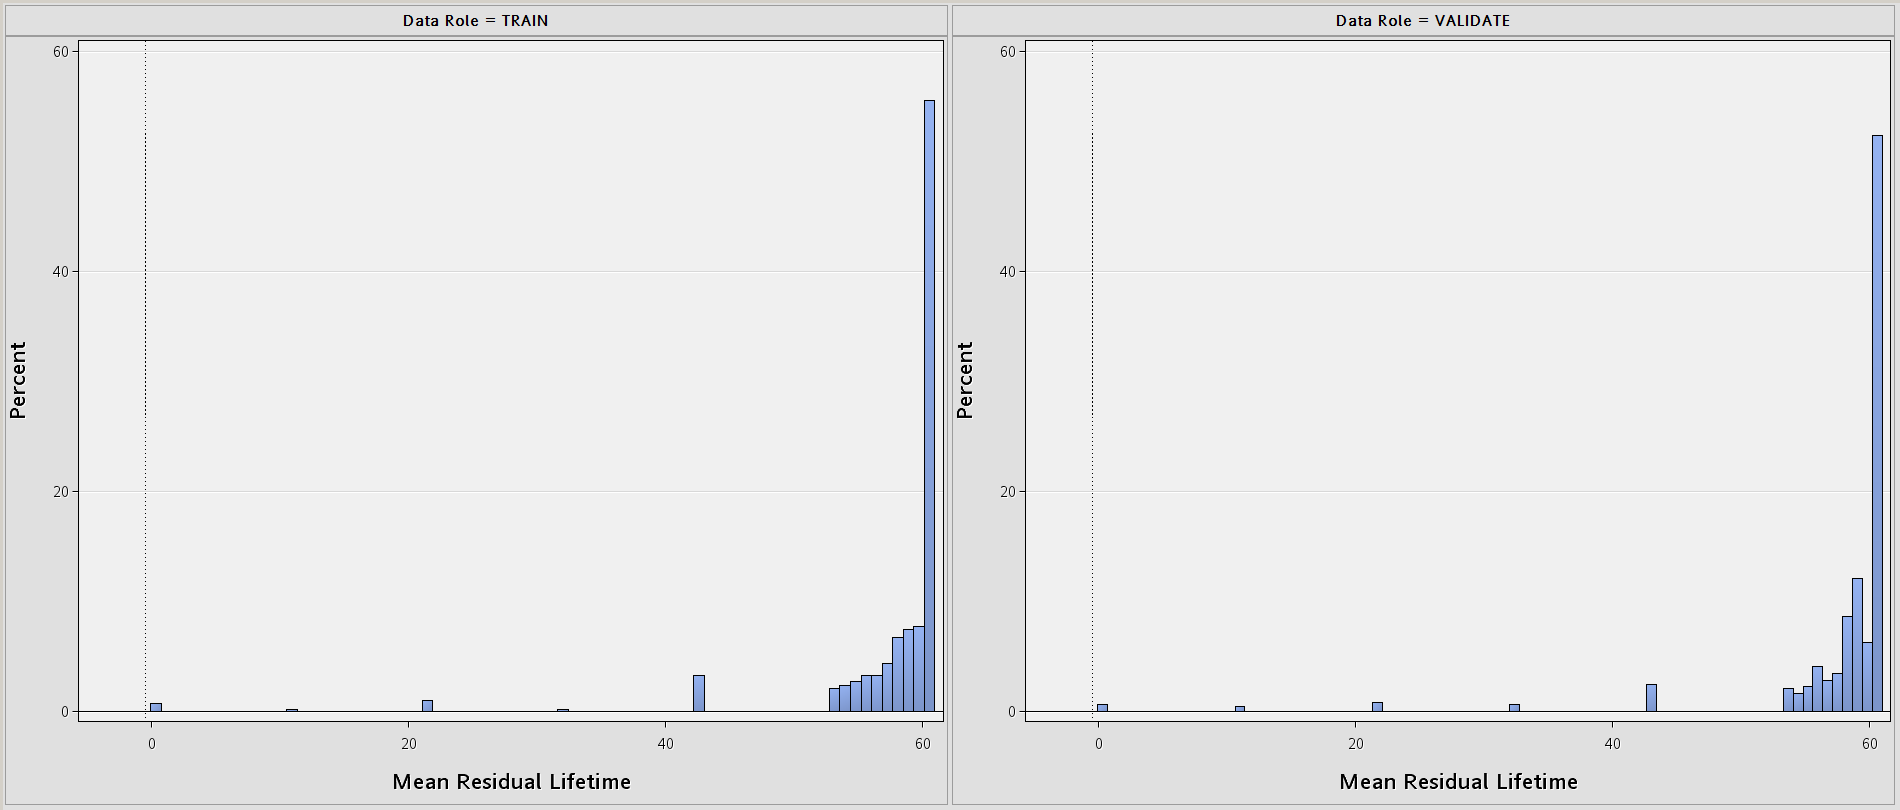 Data Role = TRAIN
60
40
20
0
Percent
0 20 40 60
Mean Residual Lifetime
Data Role = VALIDATE
60
40
20
0
Percent
0 20 40 60
Mean Residual Lifetime